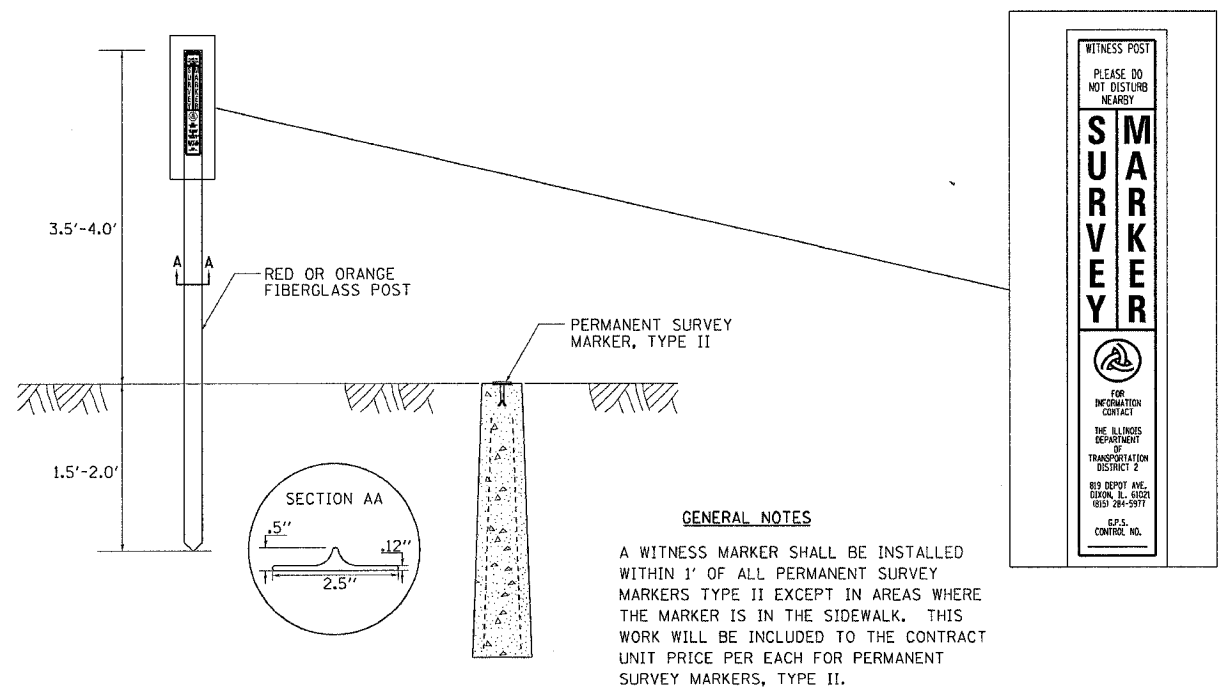 3.5'-4.0'
A A
RED OR ORANGE
FIBERGLASS POST
PERMANENT SURVEY
MARKER, TYPE II
1.5'-2.0'
SECTION AA
.5"
.12"
2.5"
GENERAL NOTES
A WITNESS MARKER SHALL BE INSTALLED
WITHIN 1' OF ALL PERMANENT SURVEY
MARKERS TYPE II EXCEPT IN AREAS WHERE
THE MARKER IS IN THE SIDEWALK. THIS
WORK WILL BE INCLUDED TO THE CONTRACT
UNIT PRICE PER EACH FOR PERMANENT
SURVEY MARKERS, TYPE II.
WITNESS POST
PLEASE DO
NOT DISTURB
NEARBY
SURVEY
MARKER
FOR
INFORMATION
CONTACT
THE ILLINOIS
DEPARTMENT
OF
TRANSPORTATION
DISTRICT 2
819 DEPOT AVE.
DIXON, IL. 61021
(815) 284-5977
G.P.S.
CONTROL NO.